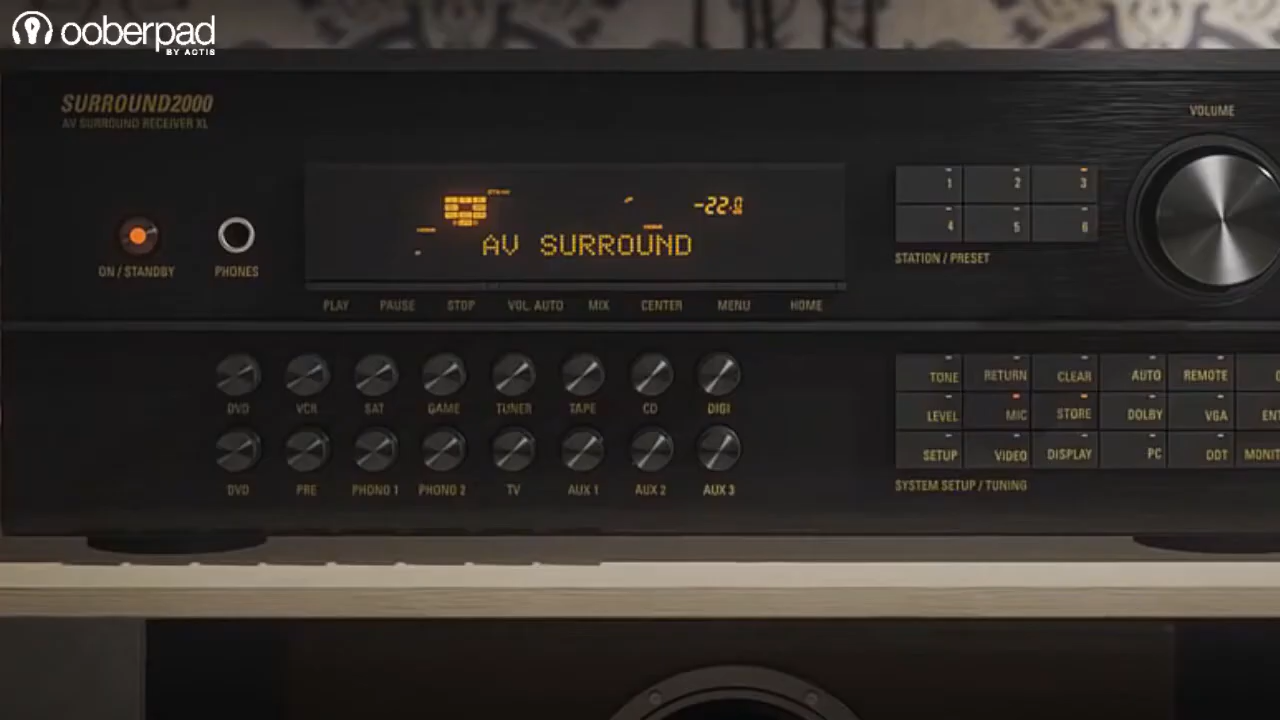 ooberpad
BY ACTIS
SURROUND2000
AV SURROUND RECEIVER XL
VOLUME
1 2 3
4 5 6
STATION / PRESET
-22.0
AV SURROUND
ON / STANDBY PHONES
PLAY PAUSE STOP VOL. AUTO MIX CENTER MENU HOME
DVD VCR SAT GAME TUNER TAPE CD DIGI
DVD PRE PHONO 1 PHONO 2 TV AUX 1 AUX 2 AUX 3
TONE RETURN CLEAR AUTO REMOTE
LEVEL MIC STORE DOLBY VGA ENT
SETUP VIDEO DISPLAY PC DDT MONIT
SYSTEM SETUP / TUNING